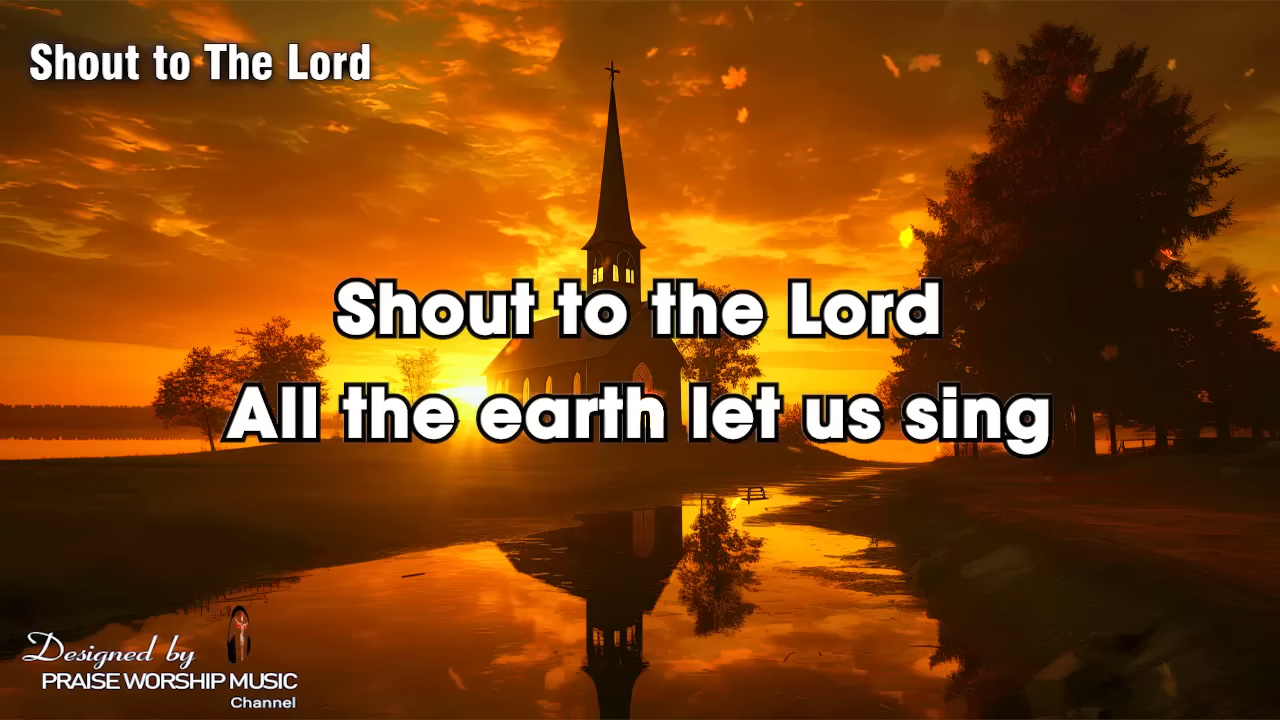 Shout to The Lord
Shout to the Lord
All the earth let us sing
Designed by
PRAISE WORSHIP MUSIC
Channel